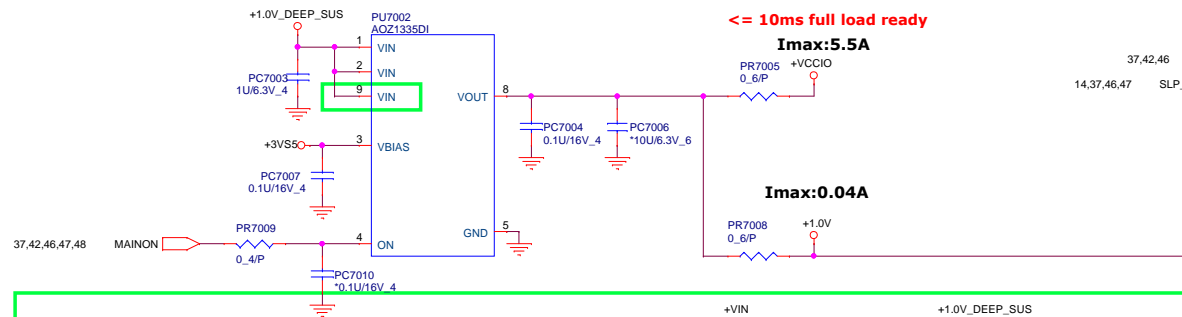 +1.0V_DEEP_SUS
PU7002
AOZ1335DI
<= 10ms full load ready
Imax:5.5A
+VCCIO
PR7005
0_6/P
37,42,46
14,37,46,47 SLP_
1 VIN
2 VIN
9 VIN
PC7003
1U/6.3V_4
VOUT 8
PC7004
0.1U/16V_4
PC7006
*10U/6.3V_6
+3VS5
3 VBIAS
PC7007
0.1U/16V_4
Imax:0.04A
+1.0V
PR7008
0_6/P
GND 5
37,42,46,47,48 MAINON
PR7009
0_4/P
4 ON
PC7010
*0.1U/16V_4
+VIN +1.0V_DEEP_SUS